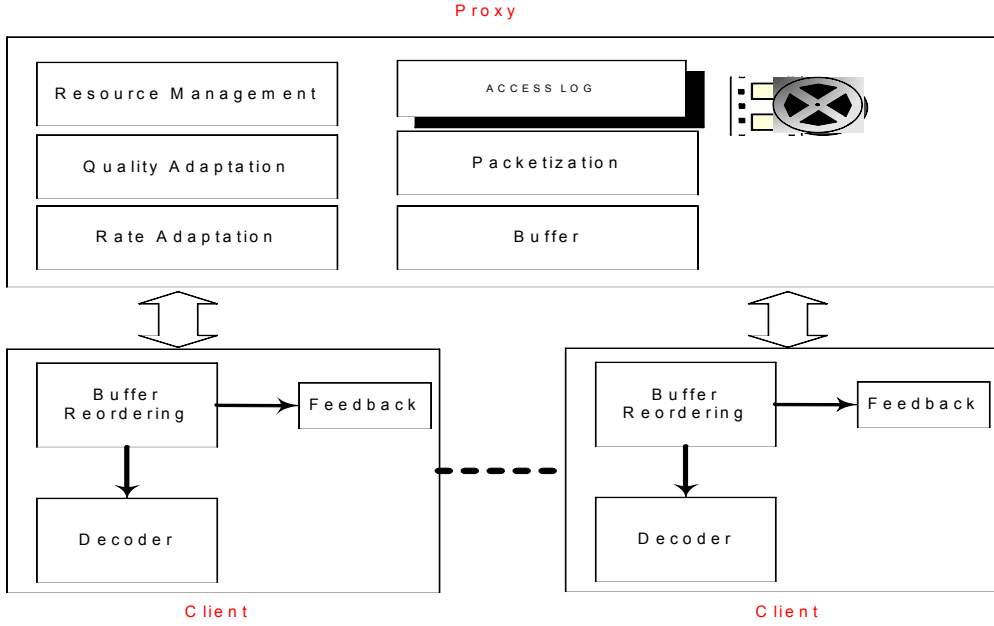 Proxy
Resource Management
ACCESS LOG
Quality Adaptation
Packetization
Rate Adaptation
Buffer
Buffer
Reordering
Feedback
Decoder
Buffer
Reordering
Feedback
Decoder
Client
Client